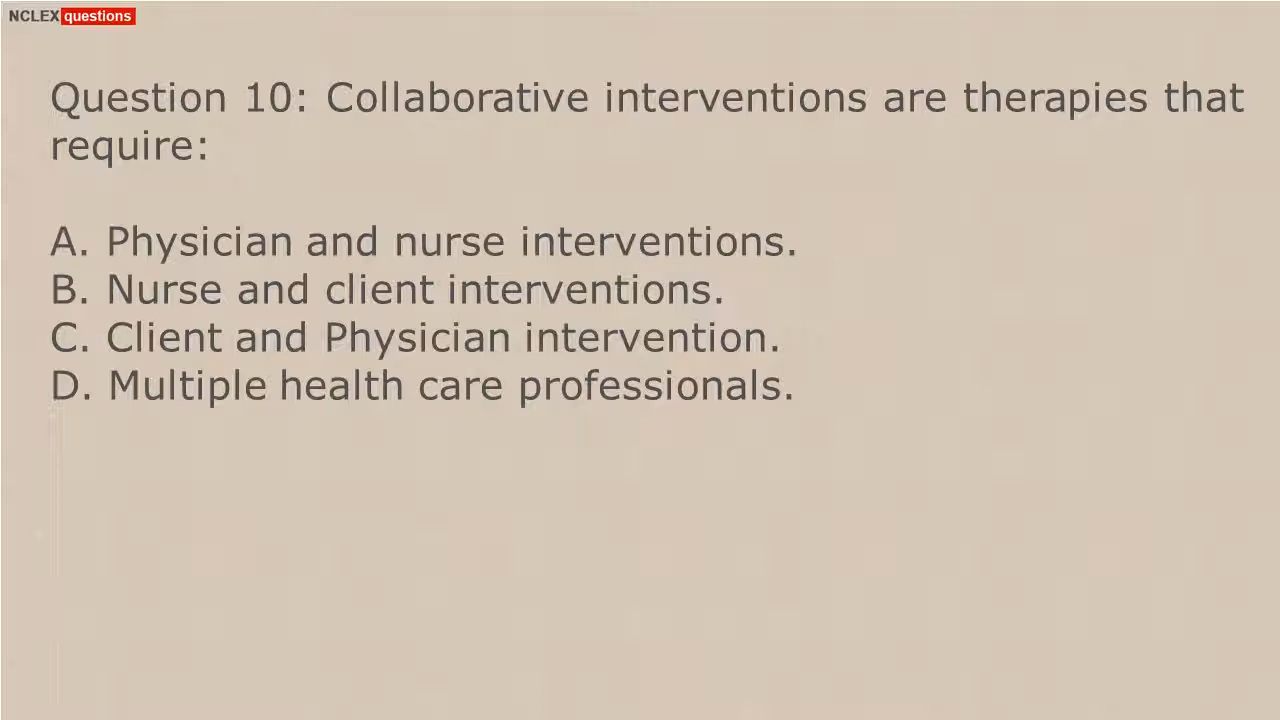 NCLEX questions
Question 10: Collaborative interventions are therapies that
require:
A. Physician and nurse interventions.
B. Nurse and client interventions.
C. Client and Physician intervention.
D. Multiple health care professionals.